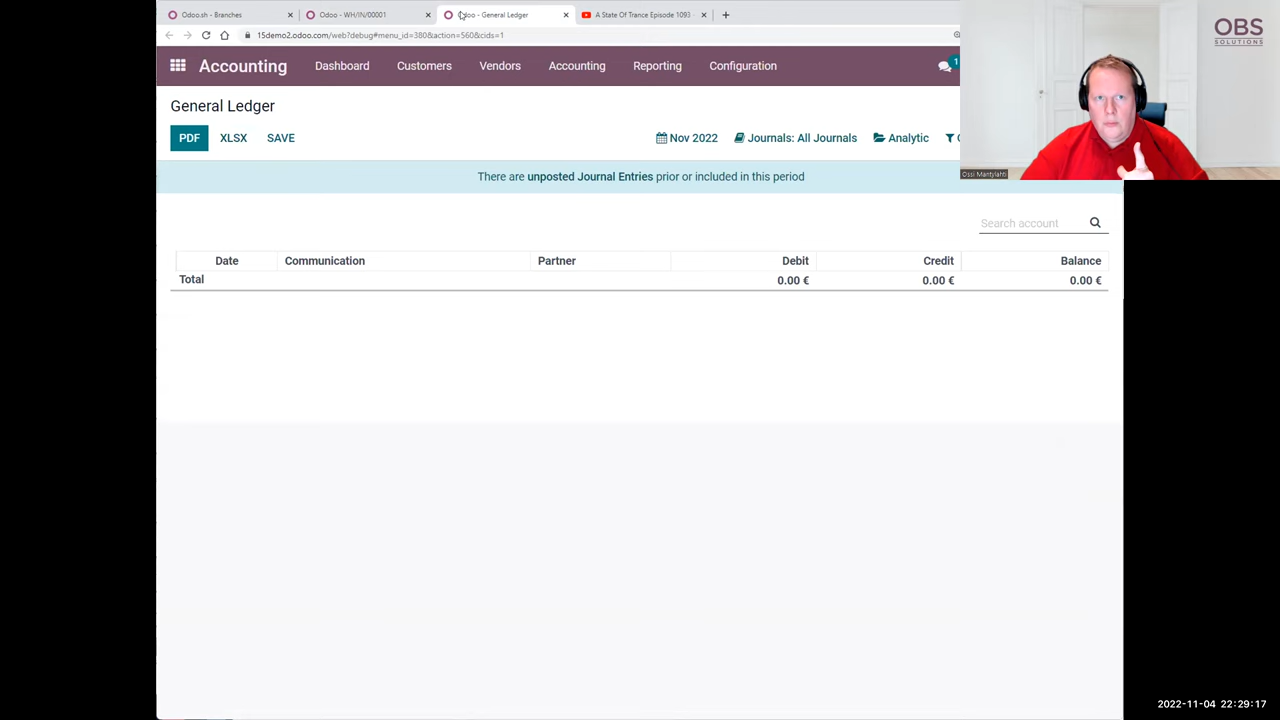 Odoo.sh - Branches
Odoo - WH/IN/00001
Odoo - General Ledger
A State Of Trance Episode 1093
15demo2.odoo.com/web?debug#menu_id=380&action=560&cids=1
OBS
SOLUTIONS
Accounting
Dashboard
Customers
Vendors
Accounting
Reporting
Configuration
1
General Ledger
PDF
XLSX
SAVE
Nov 2022
Journals: All Journals
Analytic
There are unposted Journal Entries prior or included in this period
Ossi Mantylahti
Search account
Date Communication Partner Debit Credit Balance
Total 0.00 € 0.00 € 0.00 €
2022-11-04 22:29:17